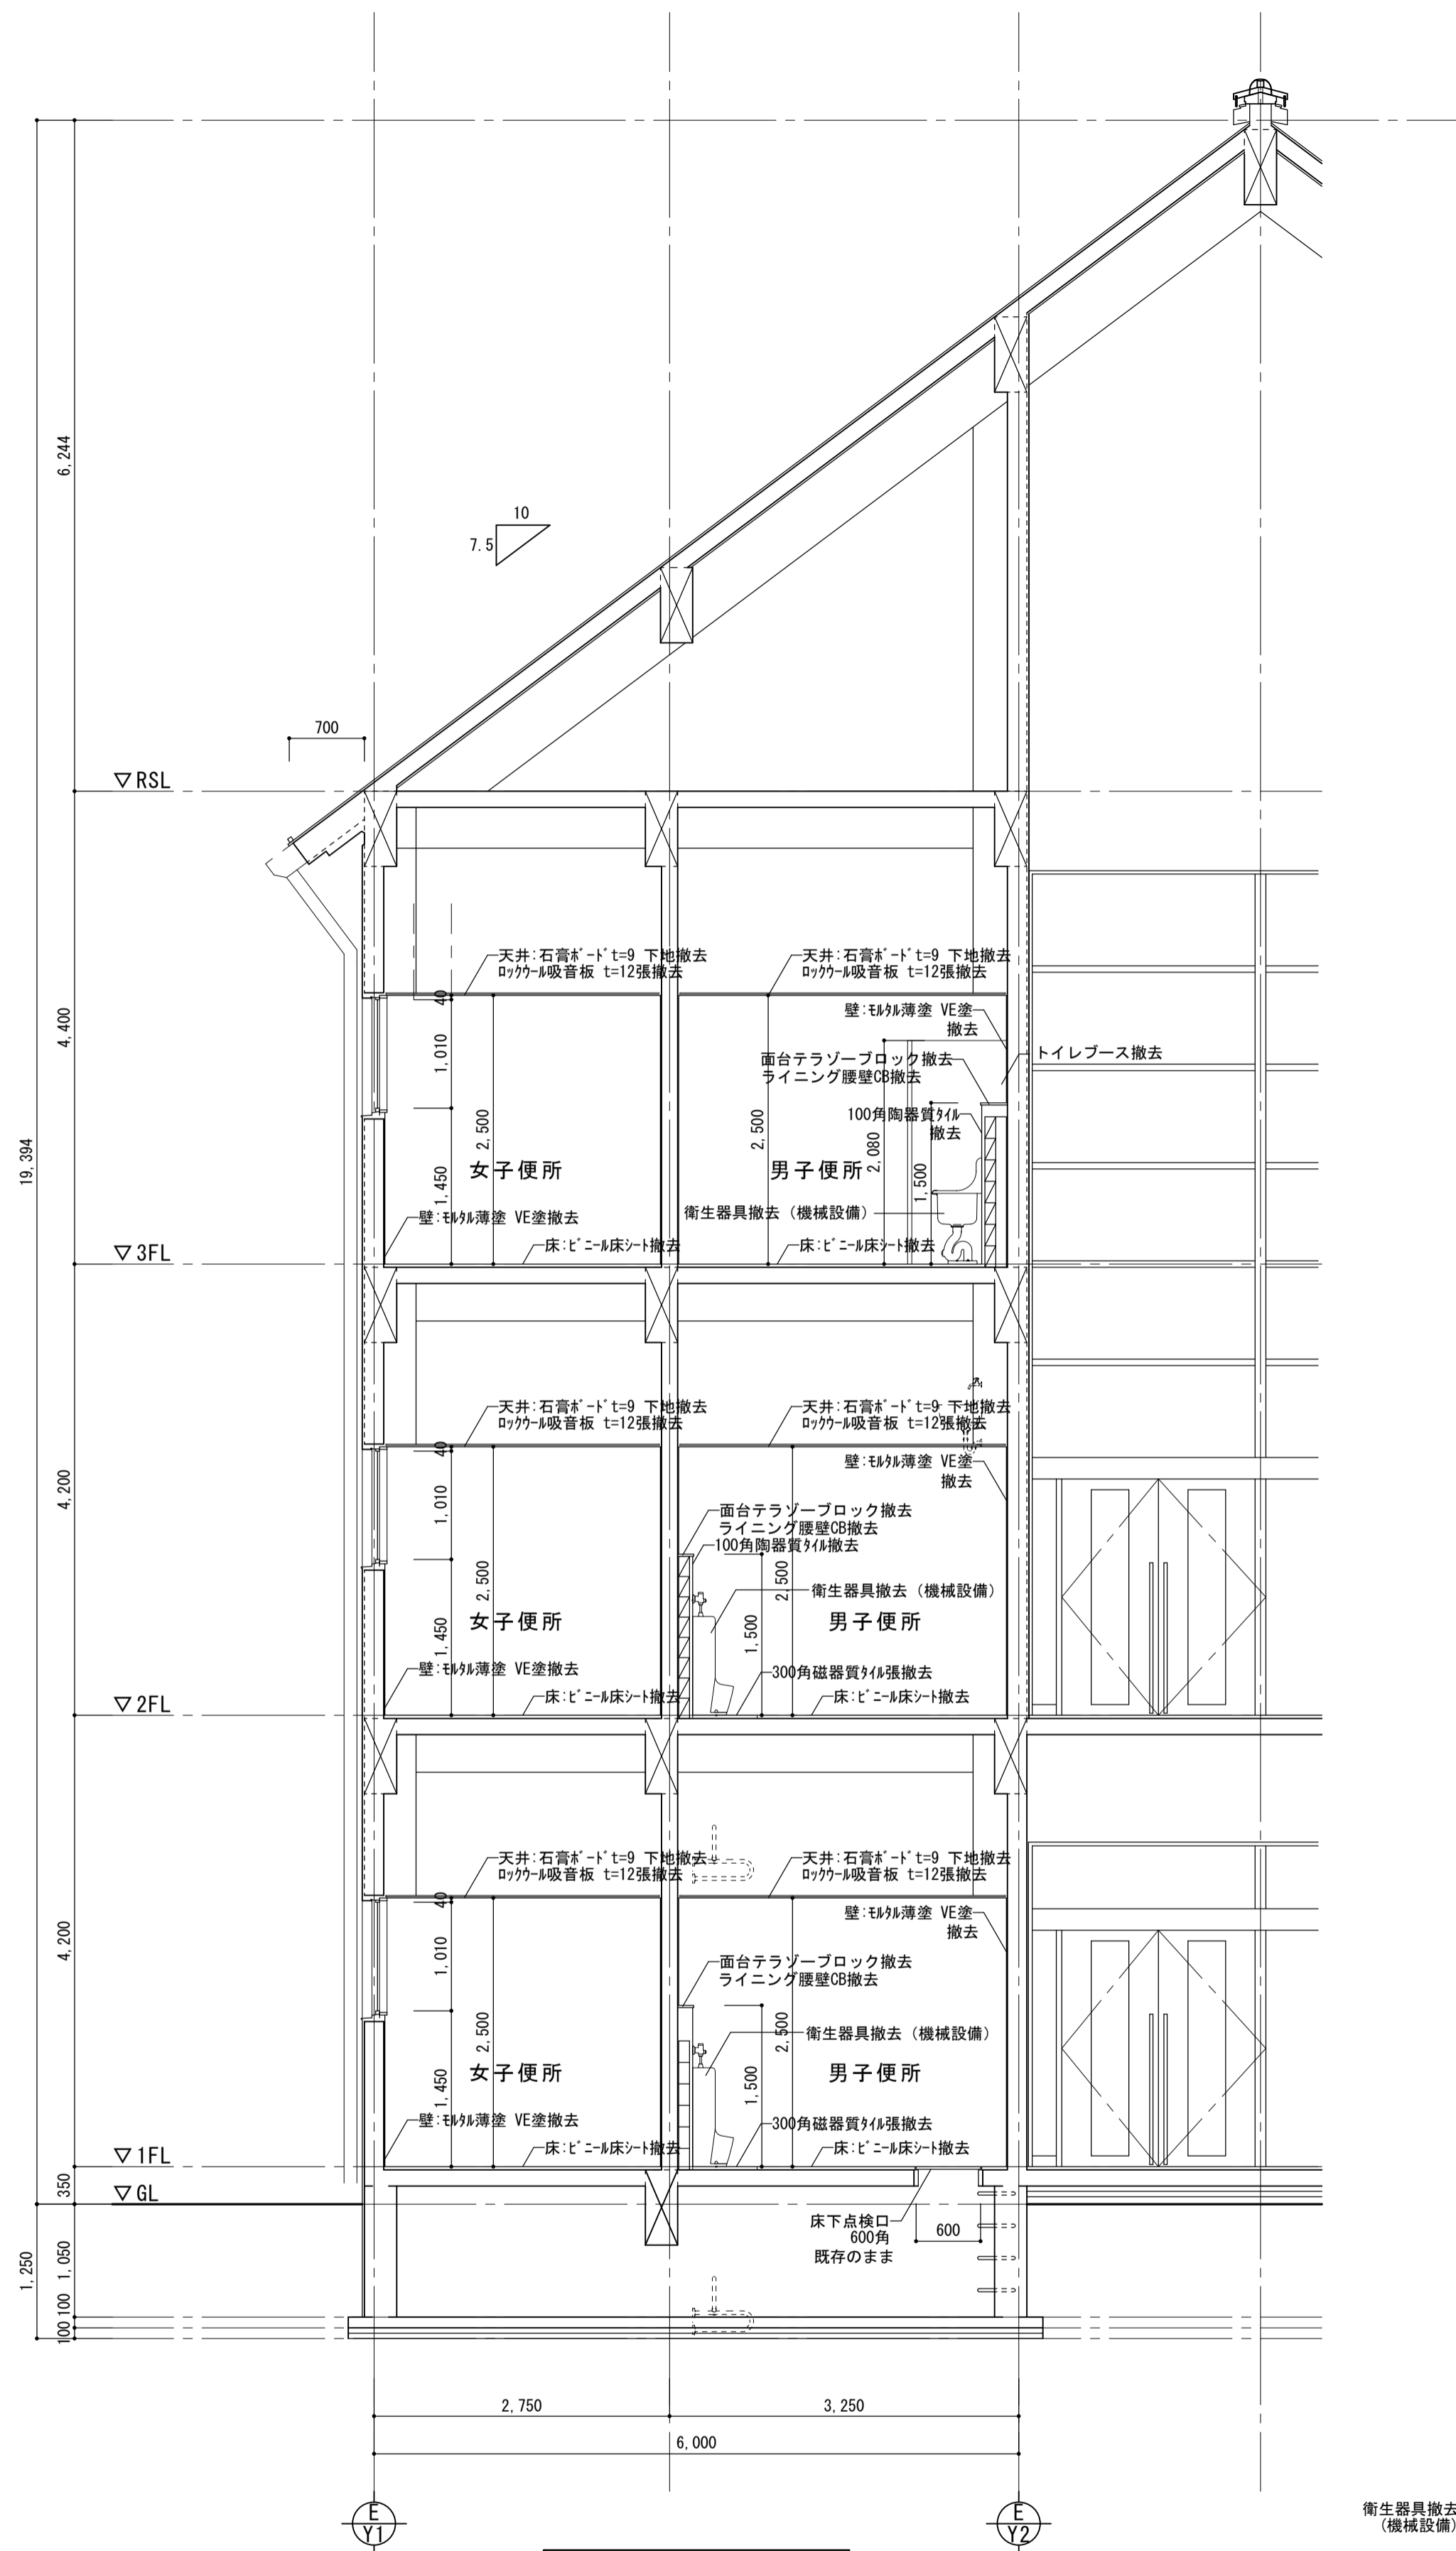 10
7.5
6,244
700
▽RSL
天井:石膏ボードt=9 下地撤去
ロックウール吸音板 t=12張撤去
天井:石膏ボードt=9 下地撤去
ロックウール吸音板 t=12張撤去
40
壁:モルタル薄塗 VE塗
撤去
4,400
1,010
トイレブース撤去
面台テラゾーブロック撤去
ライニング腰壁CB撤去
100角陶器質タイル
撤去
19,394
2,500
2,500
2,080
1,500
1,450
女子便所
男子便所
衛生器具撤去(機械設備)
壁:モルタル薄塗 VE塗撤去
床:ビニール床シート撤去
床:ビニール床シート撤去
▽3FL
天井:石膏ボードt=9 下地撤去
ロックウール吸音板 t=12張撤去
天井:石膏ボードt=9 下地撤去
ロックウール吸音板 t=12張撤去
40
壁:モルタル薄塗 VE塗
撤去
4,200
1,010
面台テラゾーブロック撤去
ライニング腰壁CB撤去
100角陶器質タイル撤去
2,500
2,500
衛生器具撤去(機械設備)
1,500
1,450
女子便所
男子便所
壁:モルタル薄塗 VE塗撤去
300角磁器質タイル張撤去
床:ビニール床シート撤去
床:ビニール床シート撤去
▽2FL
天井:石膏ボードt=9 下地撤去
ロックウール吸音板 t=12張撤去
天井:石膏ボードt=9 下地撤去
ロックウール吸音板 t=12張撤去
40
壁:モルタル薄塗 VE塗
撤去
4,200
1,010
面台テラゾーブロック撤去
ライニング腰壁CB撤去
2,500
2,500
衛生器具撤去(機械設備)
1,500
1,450
女子便所
男子便所
壁:モルタル薄塗 VE塗撤去
300角磁器質タイル張撤去
床:ビニール床シート撤去
床:ビニール床シート撤去
▽1FL
350
▽GL
床下点検口
600角
既存のまま
600
1,250
1,050
100
100
2,750
3,250
6,000
E
Y1
E
Y2
衛生器具撤去
(機械設備)